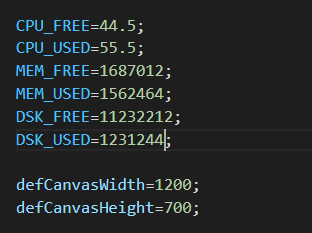 CPU_FREE=44.5;
CPU_USED=55.5;
MEM_FREE=1687012;
MEM_USED=1562464;
DSK_FREE=11232212;
DSK_USED=1231244;
defCanvasWidth=1200;
defCanvasHeight=700;